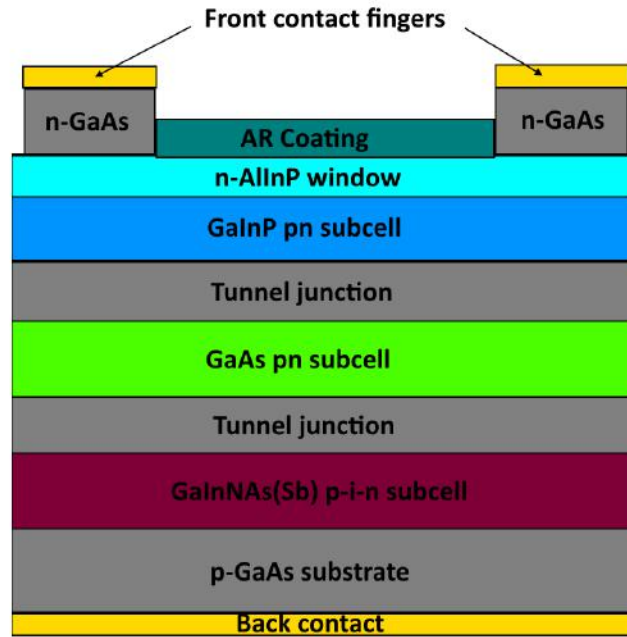 Front contact fingers
n-GaAs
n-GaAs
AR Coating
n-AlInP window
GaInP pn subcell
Tunnel junction
GaAs pn subcell
Tunnel junction
GaInNAs(Sb) p-i-n subcell
p-GaAs substrate
Back contact